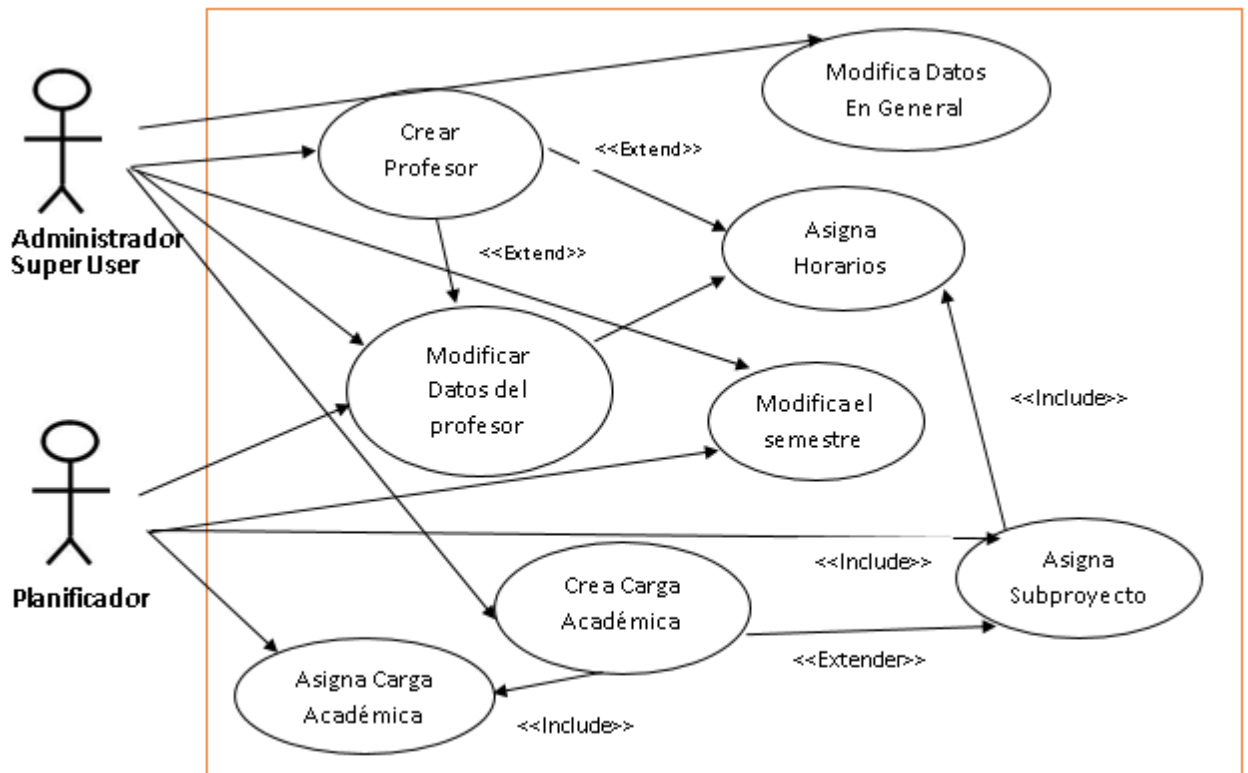 Modifica Datos
En General
Crear
Profesor
<<Extend>>
Administrador
Super User
<<Extend>>
Asigna
Horarios
Modificar
Datos del
profesor
Modifica el
semestre
<<Include>>
Planificador
<<Include>>
Asigna
Subproyecto
Crea Carga
Académica
<<Extender>>
Asigna Carga
Académica
<<Include>>